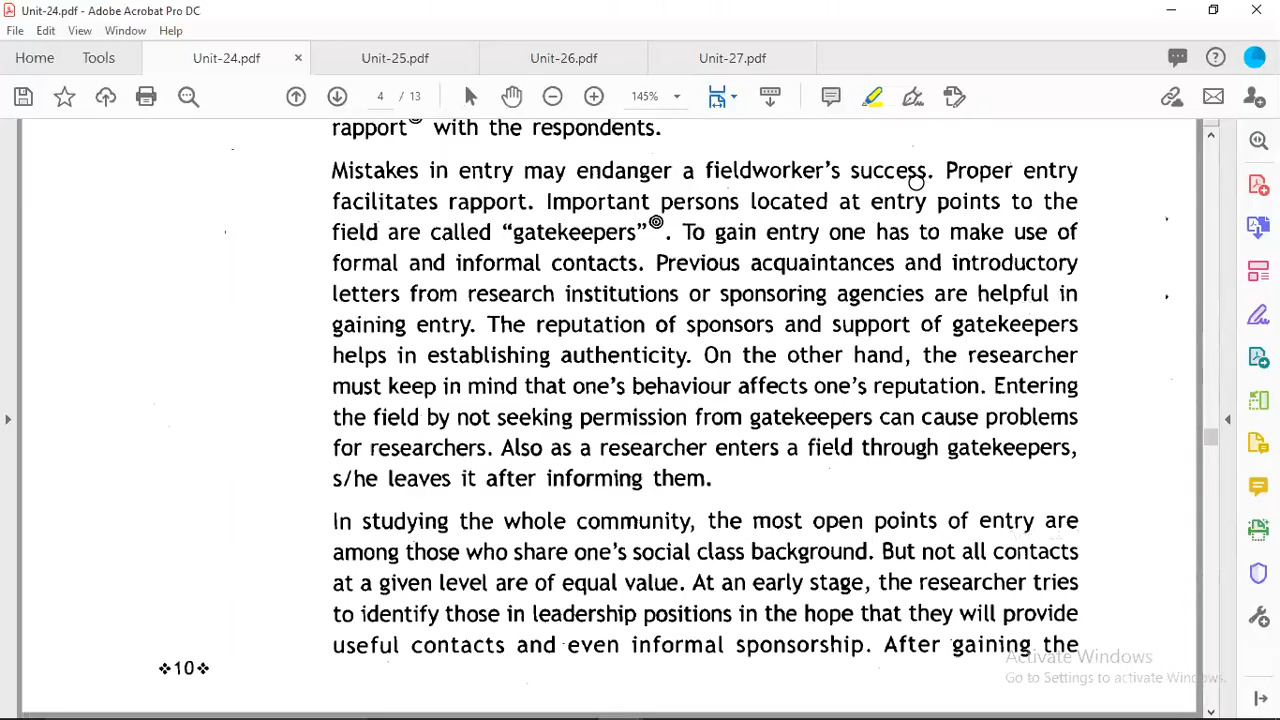 Unit-24.pdf - Adobe Acrobat Pro DC
File Edit View Window Help
Home Tools Unit-24.pdf × Unit-25.pdf Unit-26.pdf Unit-27.pdf
4 / 13 145%
rapport with the respondents.
Mistakes in entry may endanger a fieldworker's success. Proper entry
facilitates rapport. Important persons located at entry points to the
field are called “gatekeepers”. To gain entry one has to make use of
formal and informal contacts. Previous acquaintances and introductory
letters from research institutions or sponsoring agencies are helpful in
gaining entry. The reputation of sponsors and support of gatekeepers
helps in establishing authenticity. On the other hand, the researcher
must keep in mind that one's behaviour affects one's reputation. Entering
the field by not seeking permission from gatekeepers can cause problems
for researchers. Also as a researcher enters a field through gatekeepers,
s/he leaves it after informing them.
In studying the whole community, the most open points of entry are
among those who share one's social class background. But not all contacts
at a given level are of equal value. At an early stage, the researcher tries
to identify those in leadership positions in the hope that they will provide
useful contacts and even informal sponsorship. After gaining the
❖10❖
Activate Windows
Go to Settings to activate Windows.